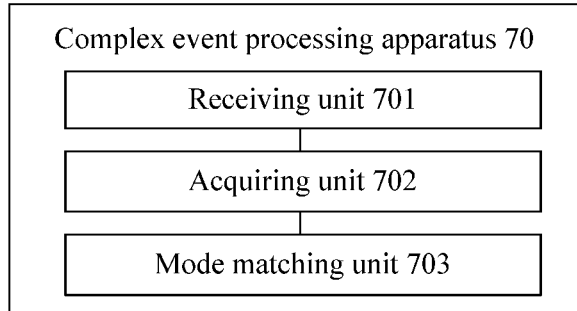 Complex event processing apparatus 70
Receiving unit 701
Acquiring unit 702
Mode matching unit 703